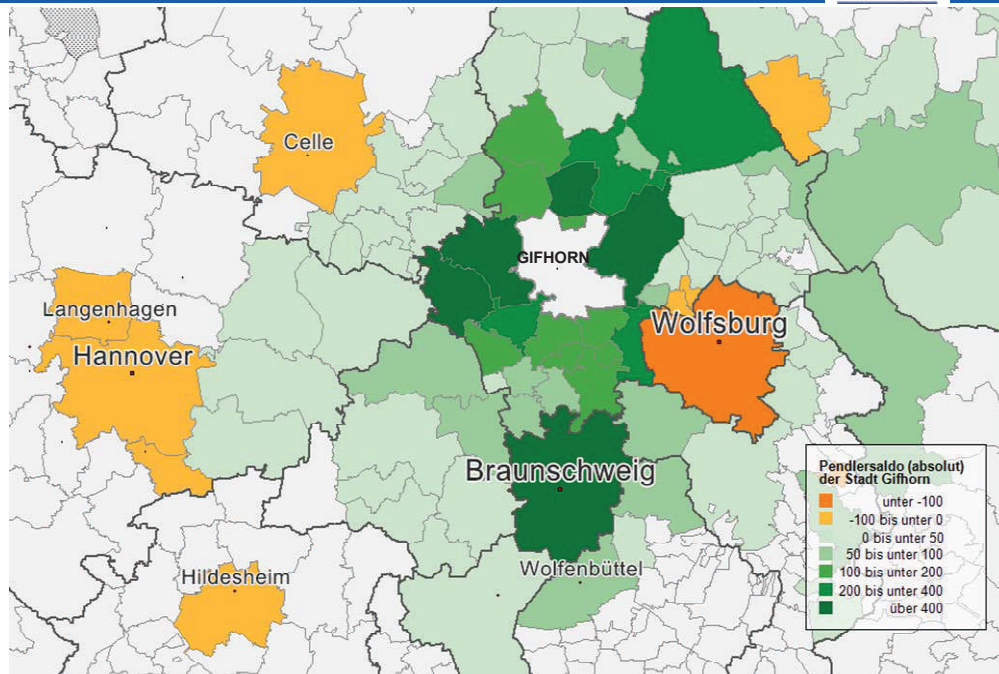 Celle
GIFHORN
Langenhagen
Wolfsburg
Hannover
Braunschweig
Wolfenbüttel
Hildesheim
Pendlersaldo (absolut)
der Stadt Gifhorn
unter -100
-100 bis unter 0
0 bis unter 50
50 bis unter 100
100 bis unter 200
200 bis unter 400
über 400